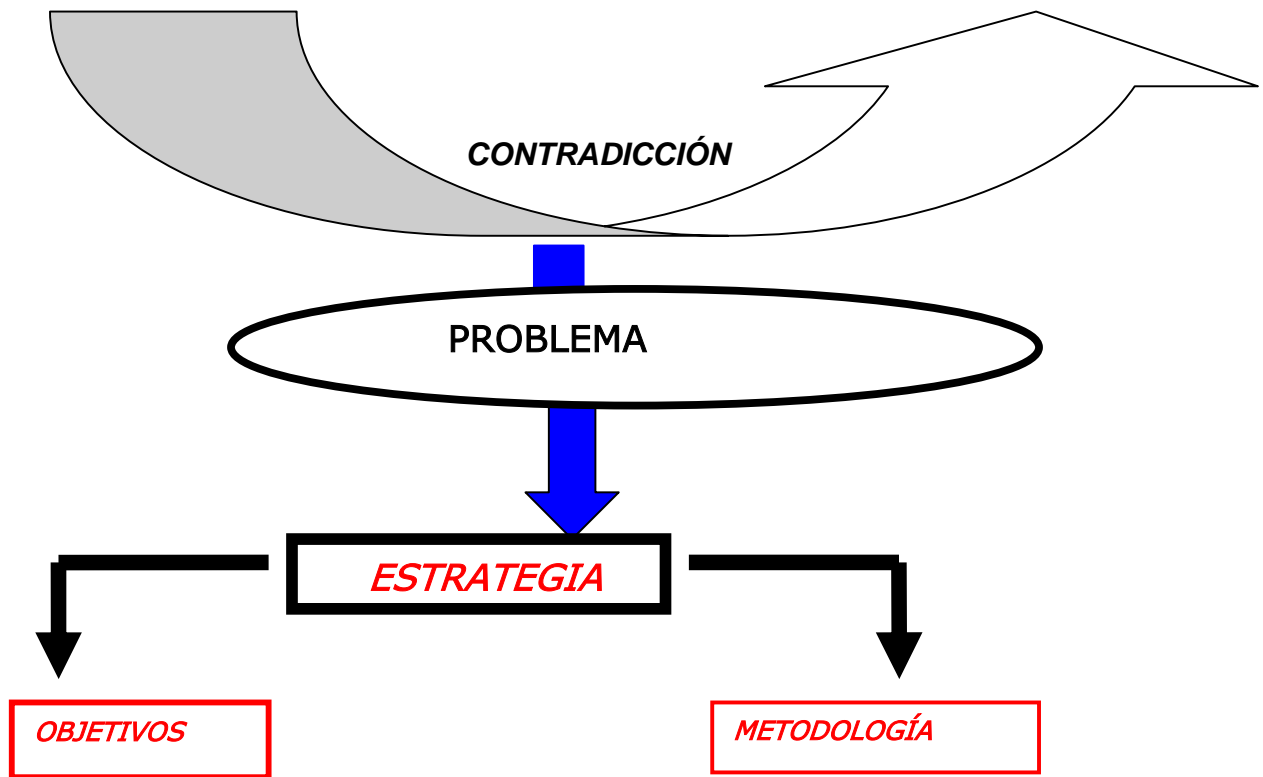 CONTRADICCIÓN
PROBLEMA
ESTRATEGIA
OBJETIVOS
METODOLOGÍA